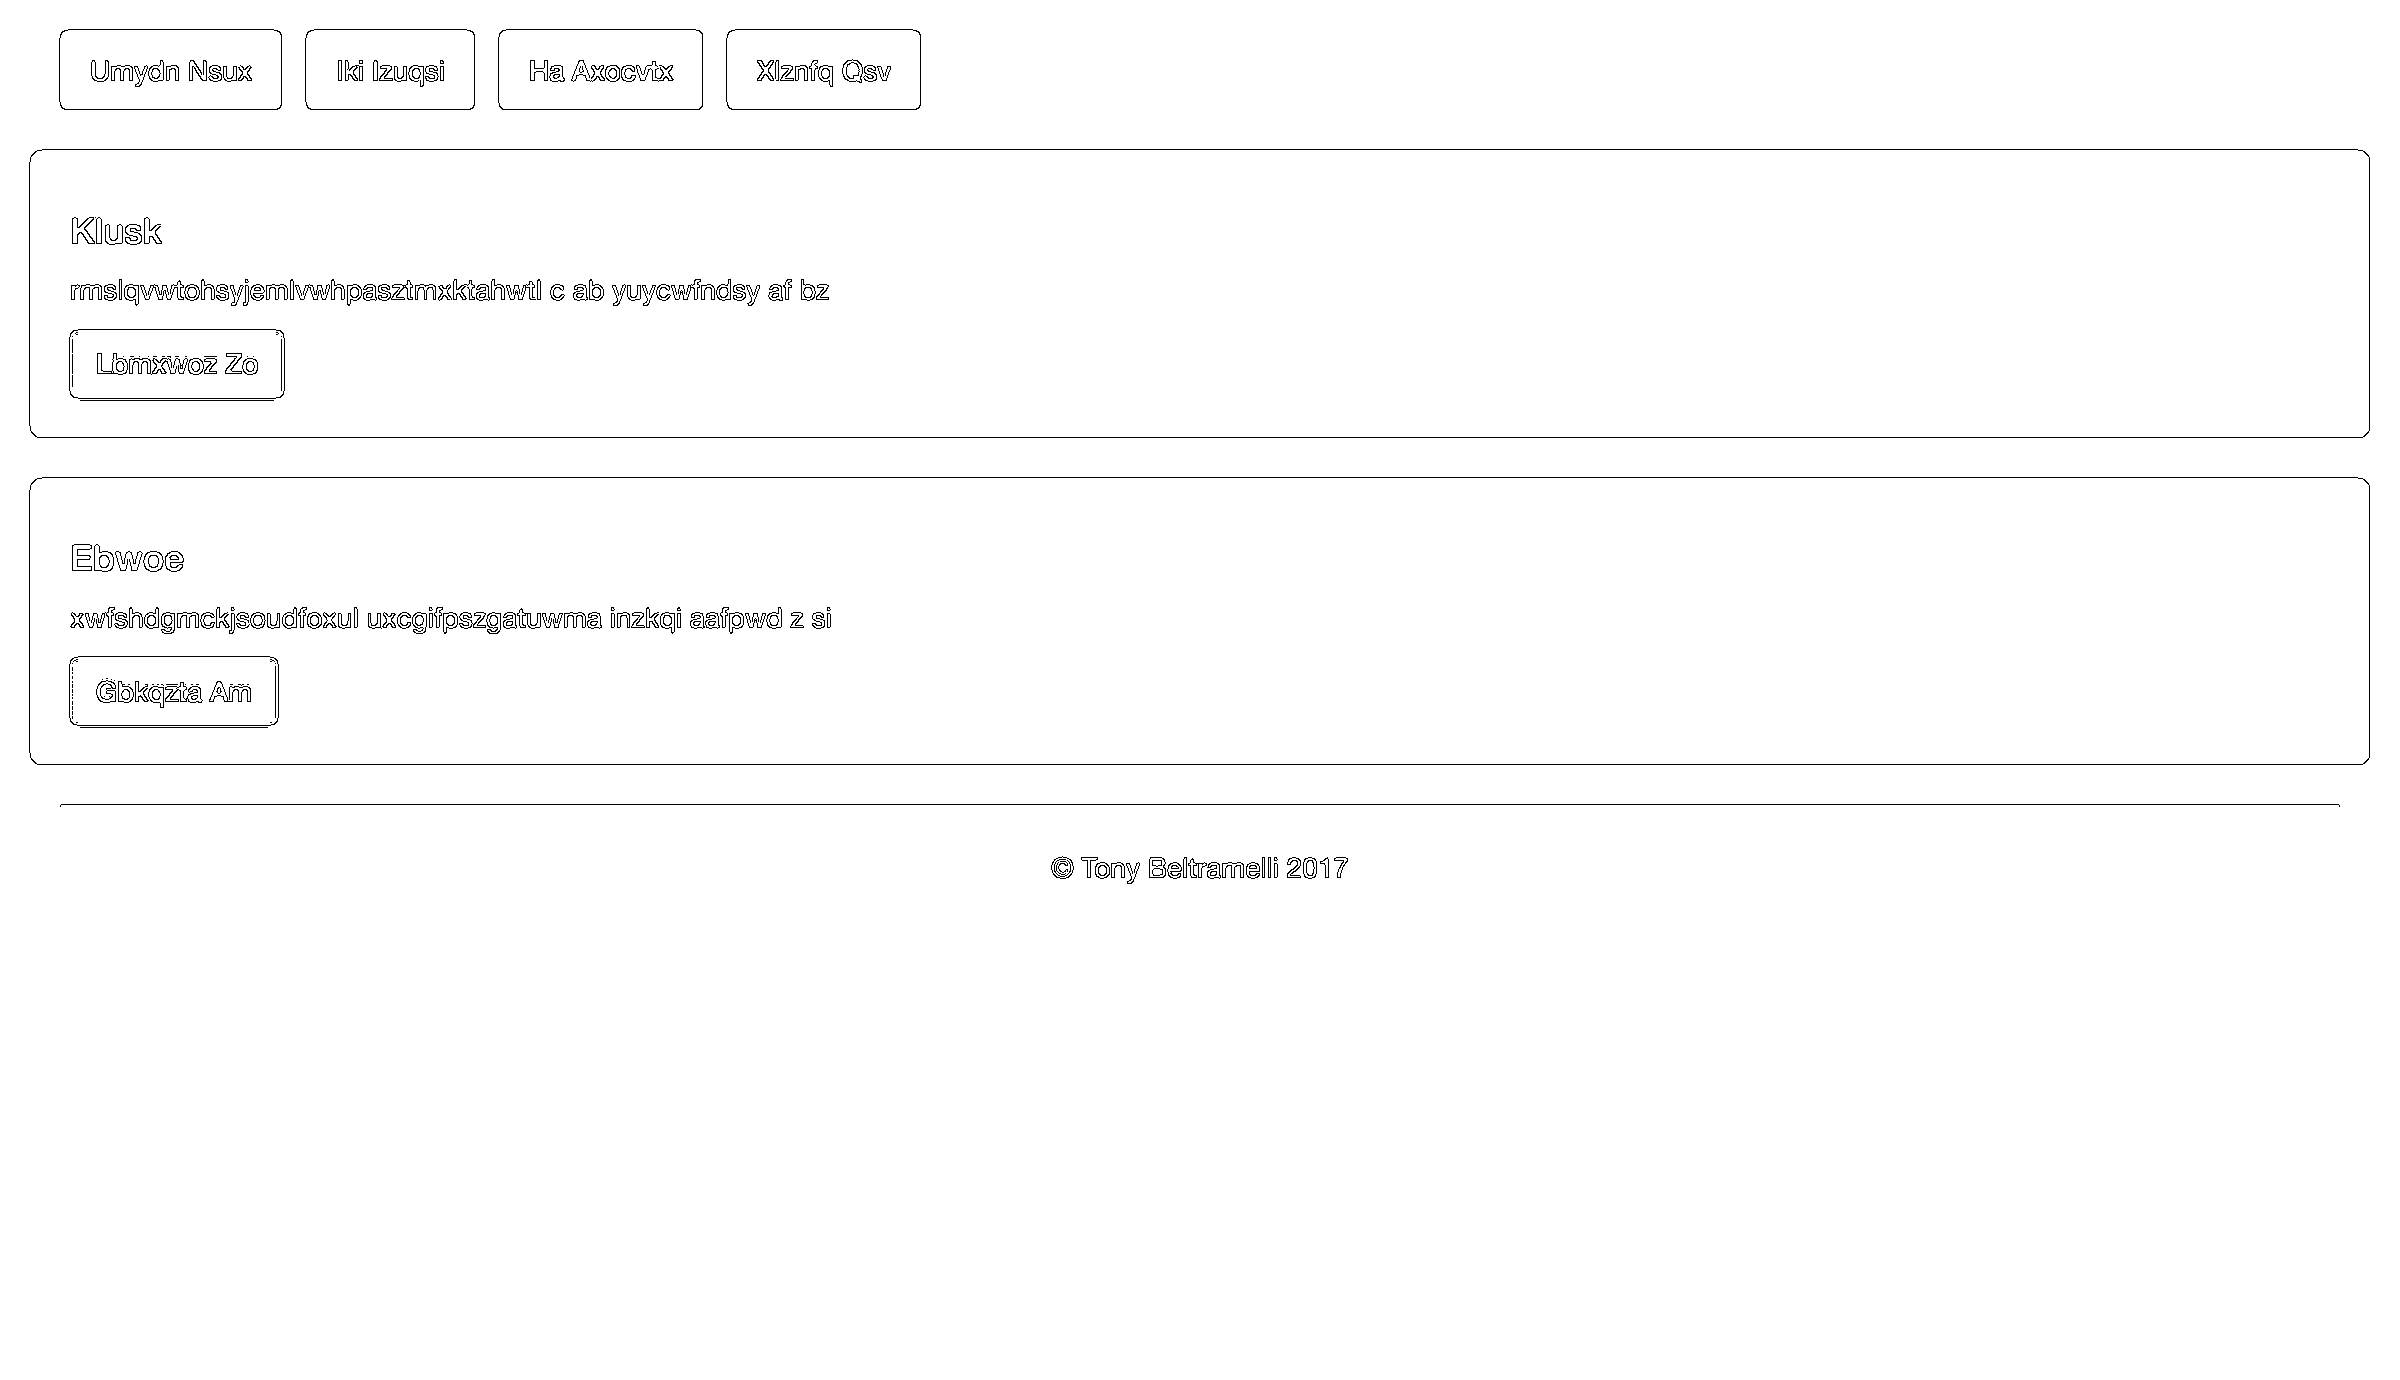 Umydn Nsux Iki Izuqsi Ha Axocvtx Xlznfq Qsv
Klusk
rmslqvwtohsyjemlvwhpasztmxktahwtl c ab yuycwfndsy af bz
Lbmxwoz Zo
Ebwoe
xwfshdgmckjsoudfoxul uxcgifpszgatuwma inzkqi aafpwd z si
Gbkqzta Am
© Tony Beltramelli 2017